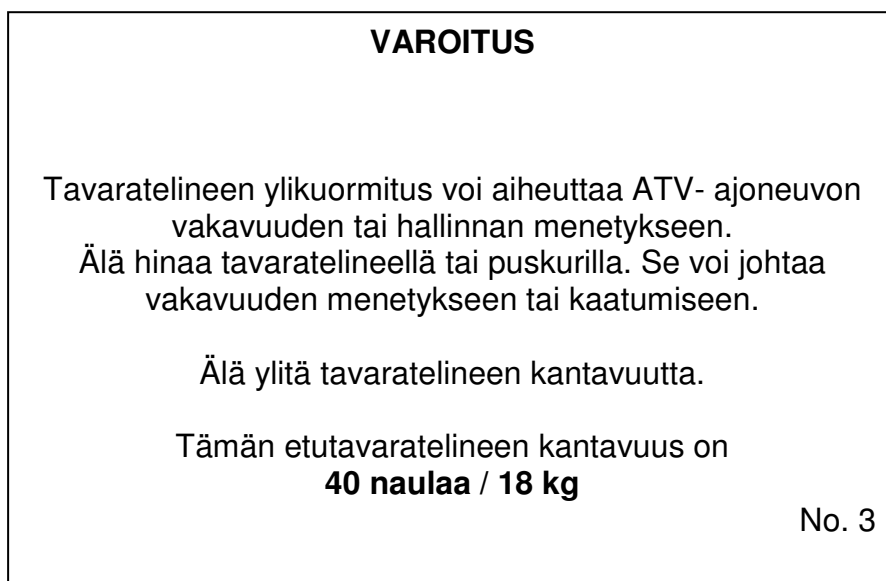 VAROITUS
Tavaratelineen ylikuormitus voi aiheuttaa ATV- ajoneuvon
vakavuuden tai hallinnan menetykseen.
Älä hinaa tavaratelineellä tai puskurilla. Se voi johtaa
vakavuuden menetykseen tai kaatumiseen.
Älä ylitä tavaratelineen kantavuutta.
Tämän etutavaratelineen kantavuus on
40 naulaa / 18 kg
No. 3